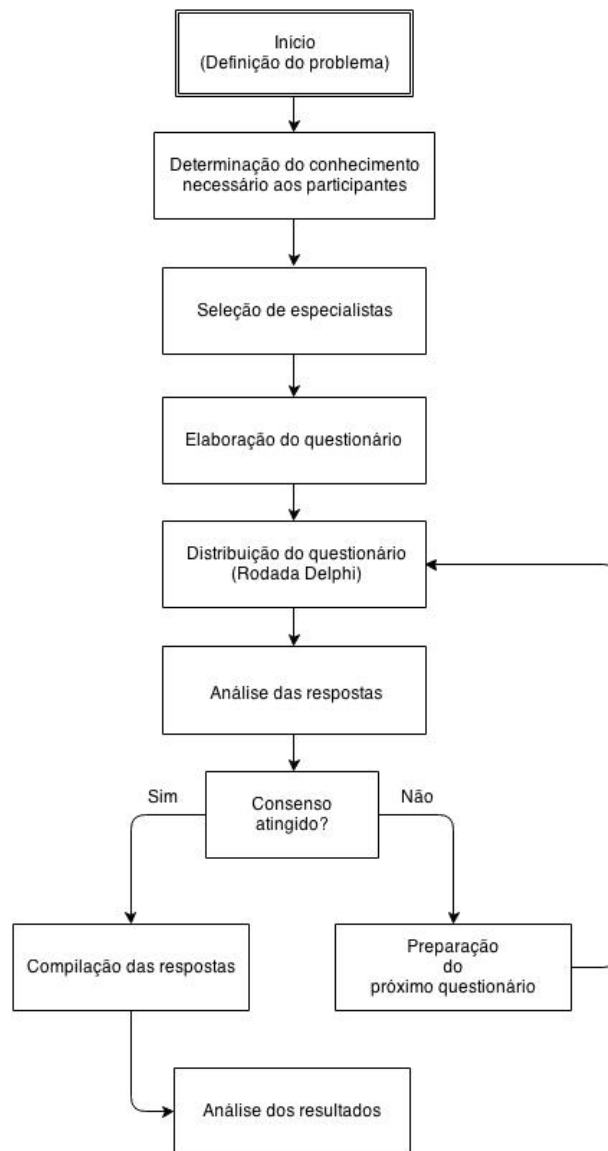 Inicio
(Definição do problema)
Determinação do conhecimento
necessário aos participantes
Seleção de especialistas
Elaboração do questionário
Distribuição do questionário
(Rodada Delphi)
Análise das respostas
Consenso
atingido?
Sim
Não
Compilação das respostas
Preparação
do
próximo questionário
Análise dos resultados